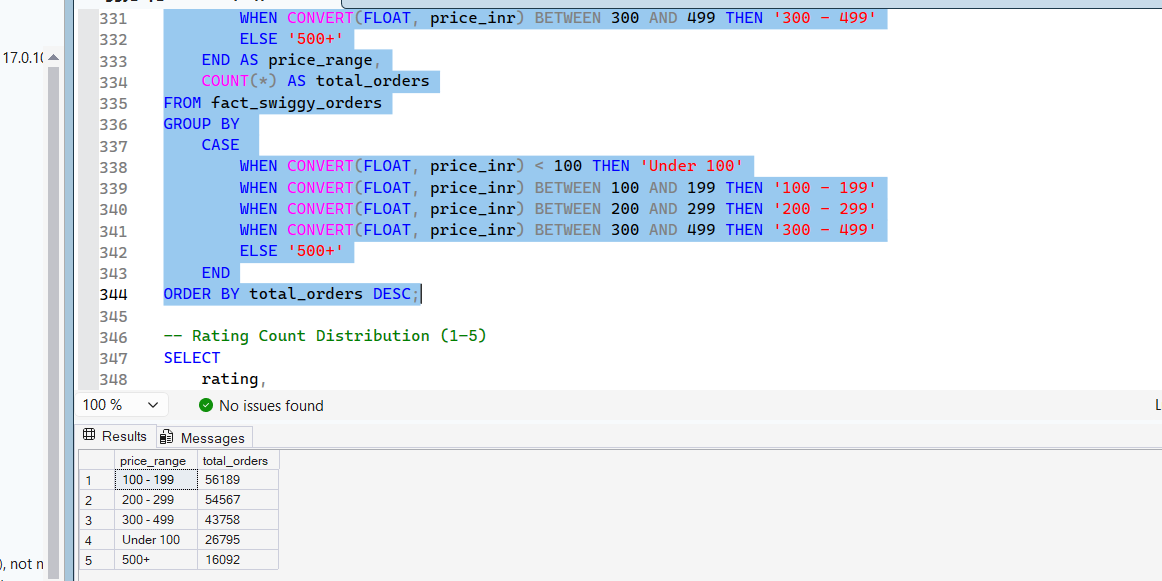 331 WHEN CONVERT(FLOAT, price_inr) BETWEEN 300 AND 499 THEN '300 - 499'
332 ELSE '500+'
333 END AS price_range,
334 COUNT(*) AS total_orders
335 FROM fact_swiggy_orders
336 GROUP BY
337 CASE
338 WHEN CONVERT(FLOAT, price_inr) < 100 THEN 'Under 100'
339 WHEN CONVERT(FLOAT, price_inr) BETWEEN 100 AND 199 THEN '100 - 199'
340 WHEN CONVERT(FLOAT, price_inr) BETWEEN 200 AND 299 THEN '200 - 299'
341 WHEN CONVERT(FLOAT, price_inr) BETWEEN 300 AND 499 THEN '300 - 499'
342 ELSE '500+'
343 END
344 ORDER BY total_orders DESC;
345
346 -- Rating Count Distribution (1-5)
347 SELECT
348 rating,
17.0.10
100 %
No issues found
L
Results Messages
price_range total_orders
1 100 - 199 56189
2 200 - 299 54567
3 300 - 499 43758
4 Under 100 26795
5 500+ 16092
), not